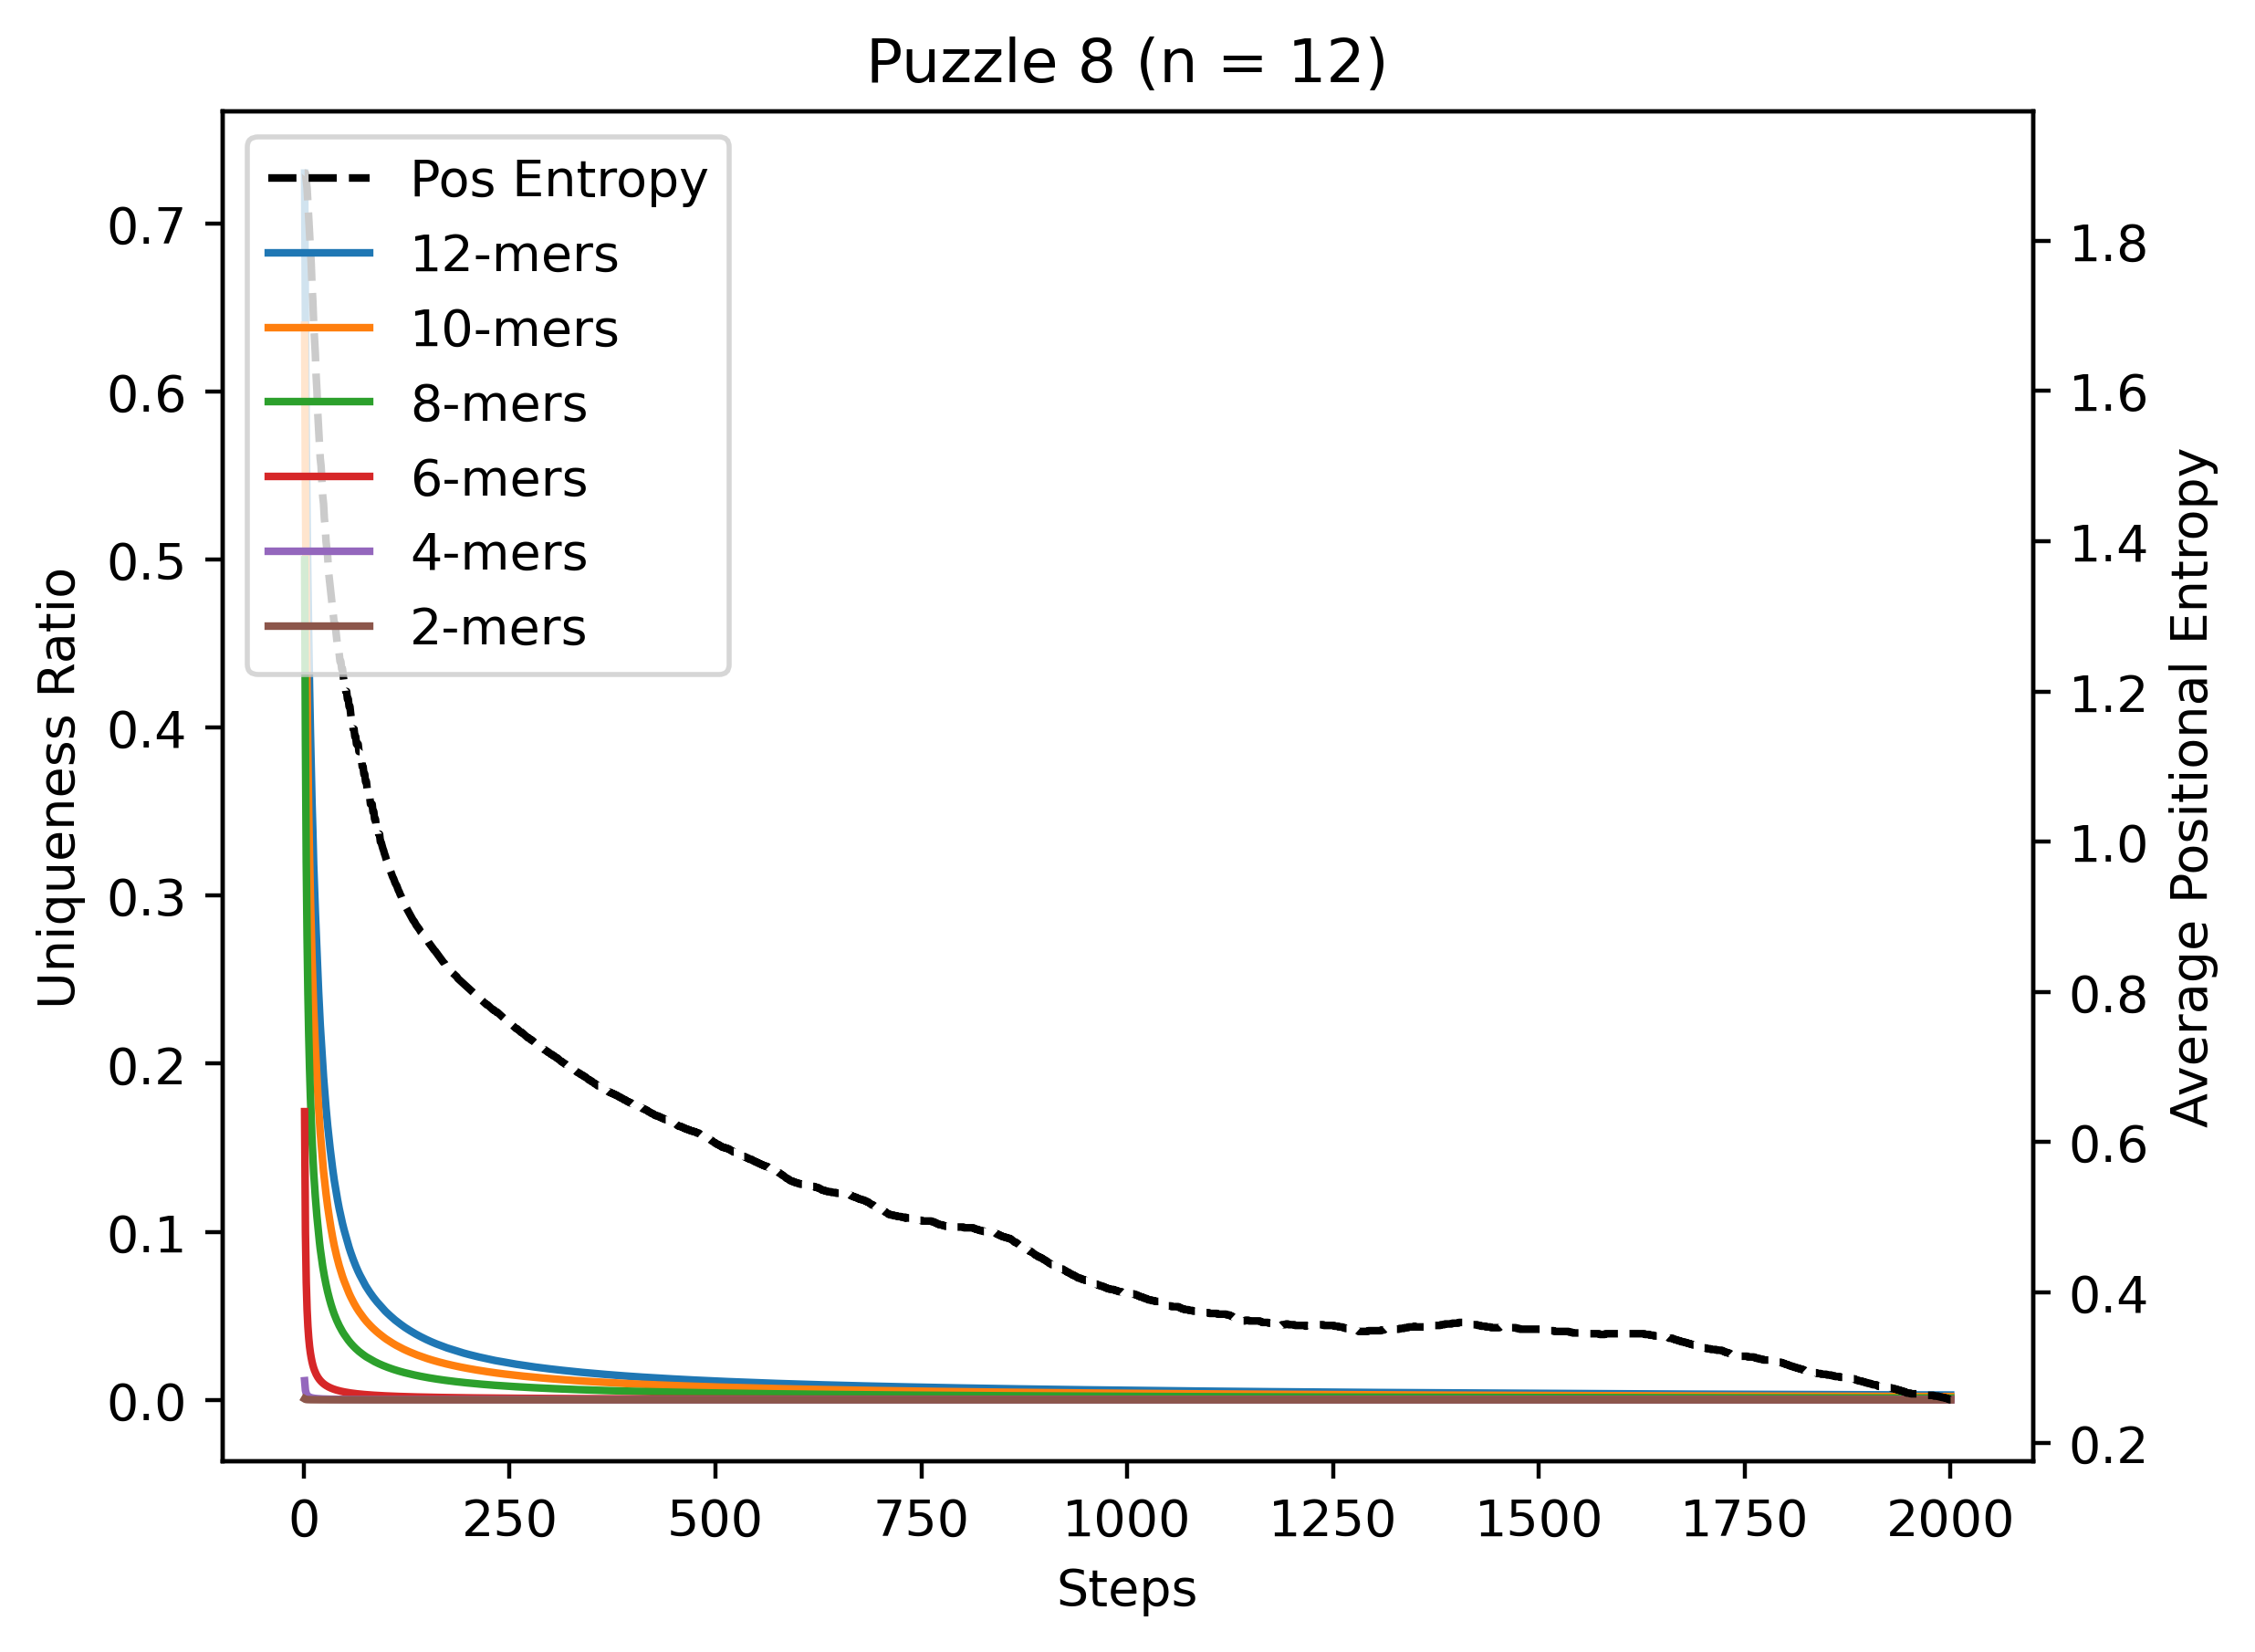 Puzzle 8 (n = 12)
Pos Entropy
12-mers
10-mers
8-mers
6-mers
4-mers
2-mers
Uniqueness Ratio
0.7
0.6
0.5
0.4
0.3
0.2
0.1
0.0
1.8
1.6
1.4
1.2
1.0
0.8
0.6
0.4
0.2
Average Positional Entropy
0 250 500 750 1000 1250 1500 1750 2000
Steps